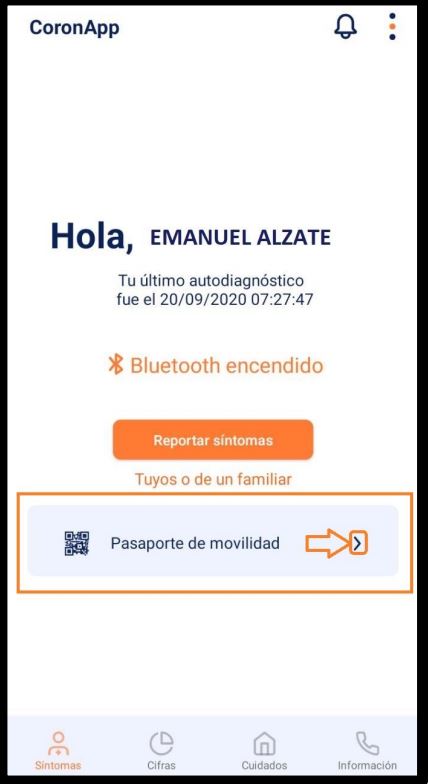 CoronApp
Hola, EMANUEL ALZATE
Tu último autodiagnóstico
fue el 20/09/2020 07:27:47
Bluetooth encendido
Reportar síntomas
Tuyos o de un familiar
Pasaporte de movilidad
Síntomas
Cifras
Cuidados
Información